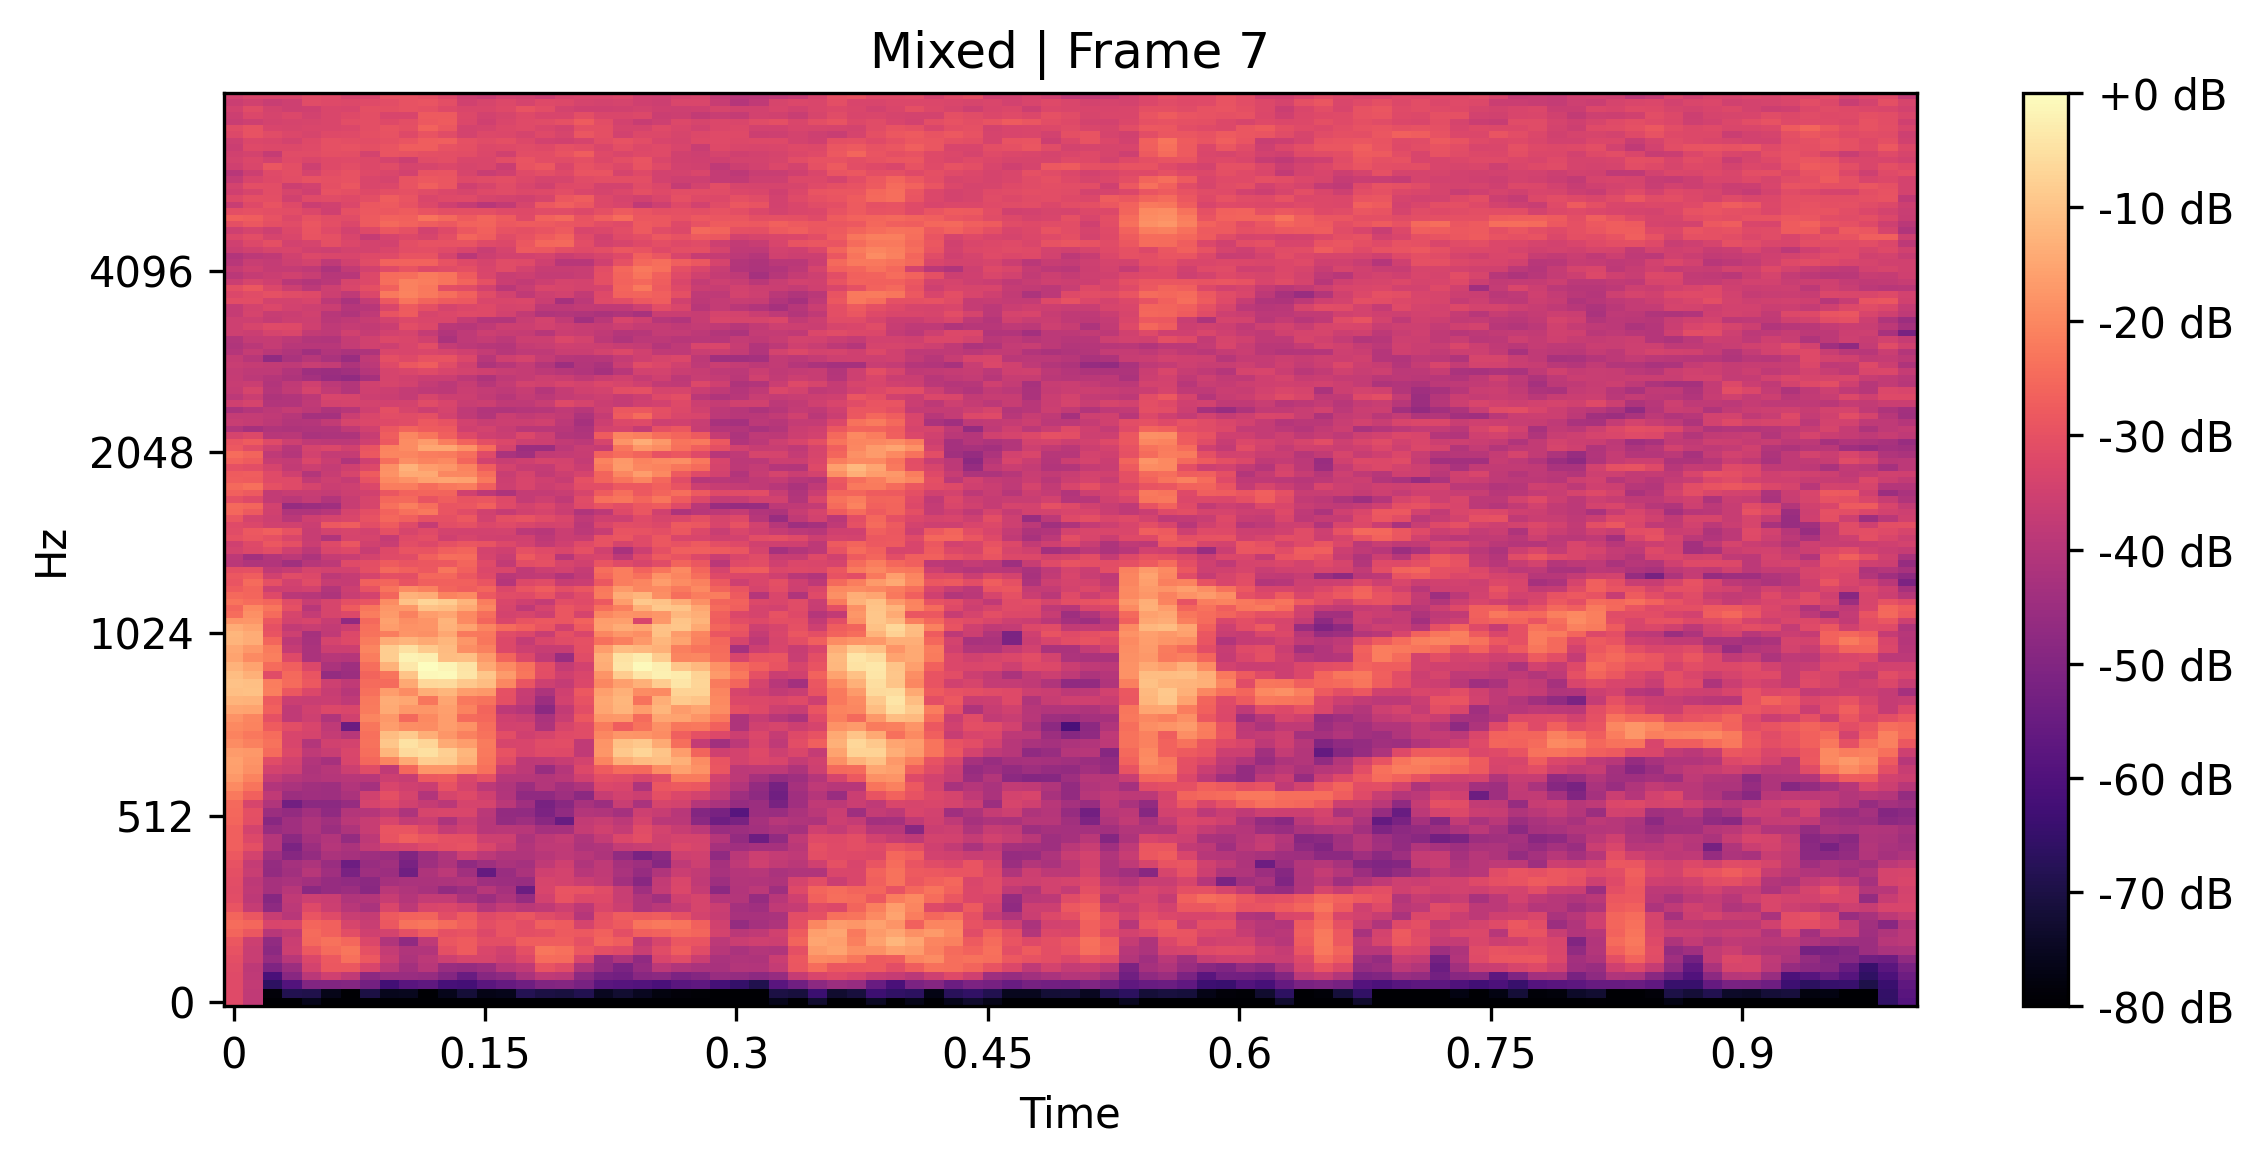 Mixed | Frame 7
+0 dB
-10 dB
-20 dB
-30 dB
-40 dB
-50 dB
-60 dB
-70 dB
-80 dB
Hz
4096
2048
1024
512
0
0 0.15 0.3 0.45 0.6 0.75 0.9
Time